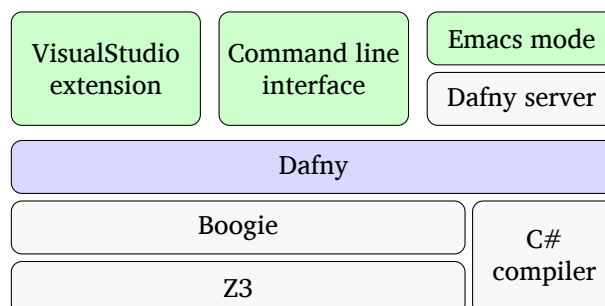 VisualStudio
extension
Command line
interface
Emacs mode
Dafny server
Dafny
Boogie
Z3
C#
compiler